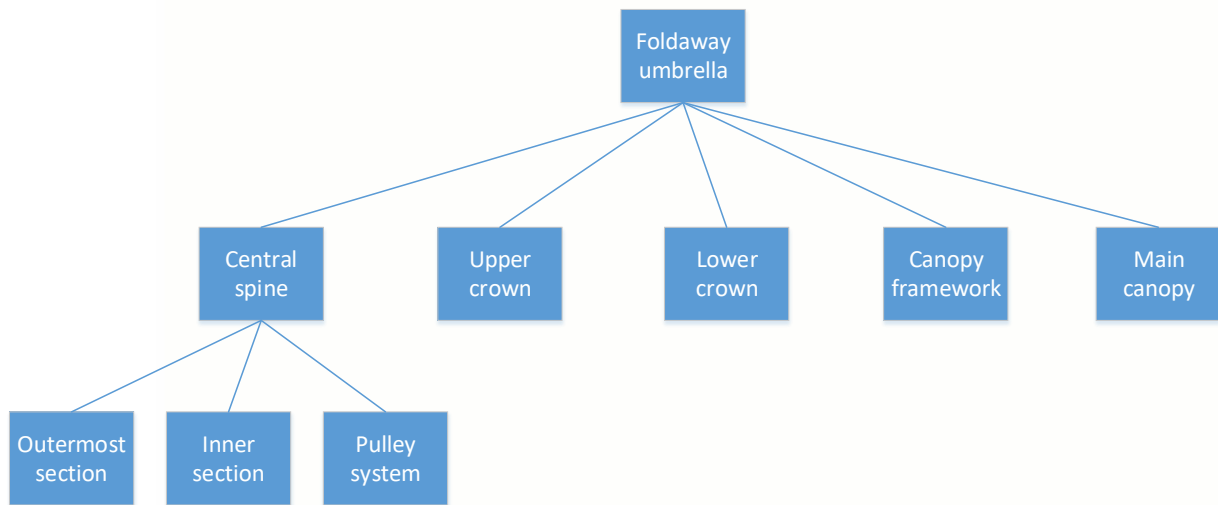 Foldaway
umbrella
Central
spine
Upper
crown
Lower
crown
Canopy
framework
Main
canopy
Outermost
section
Inner
section
Pulley
system